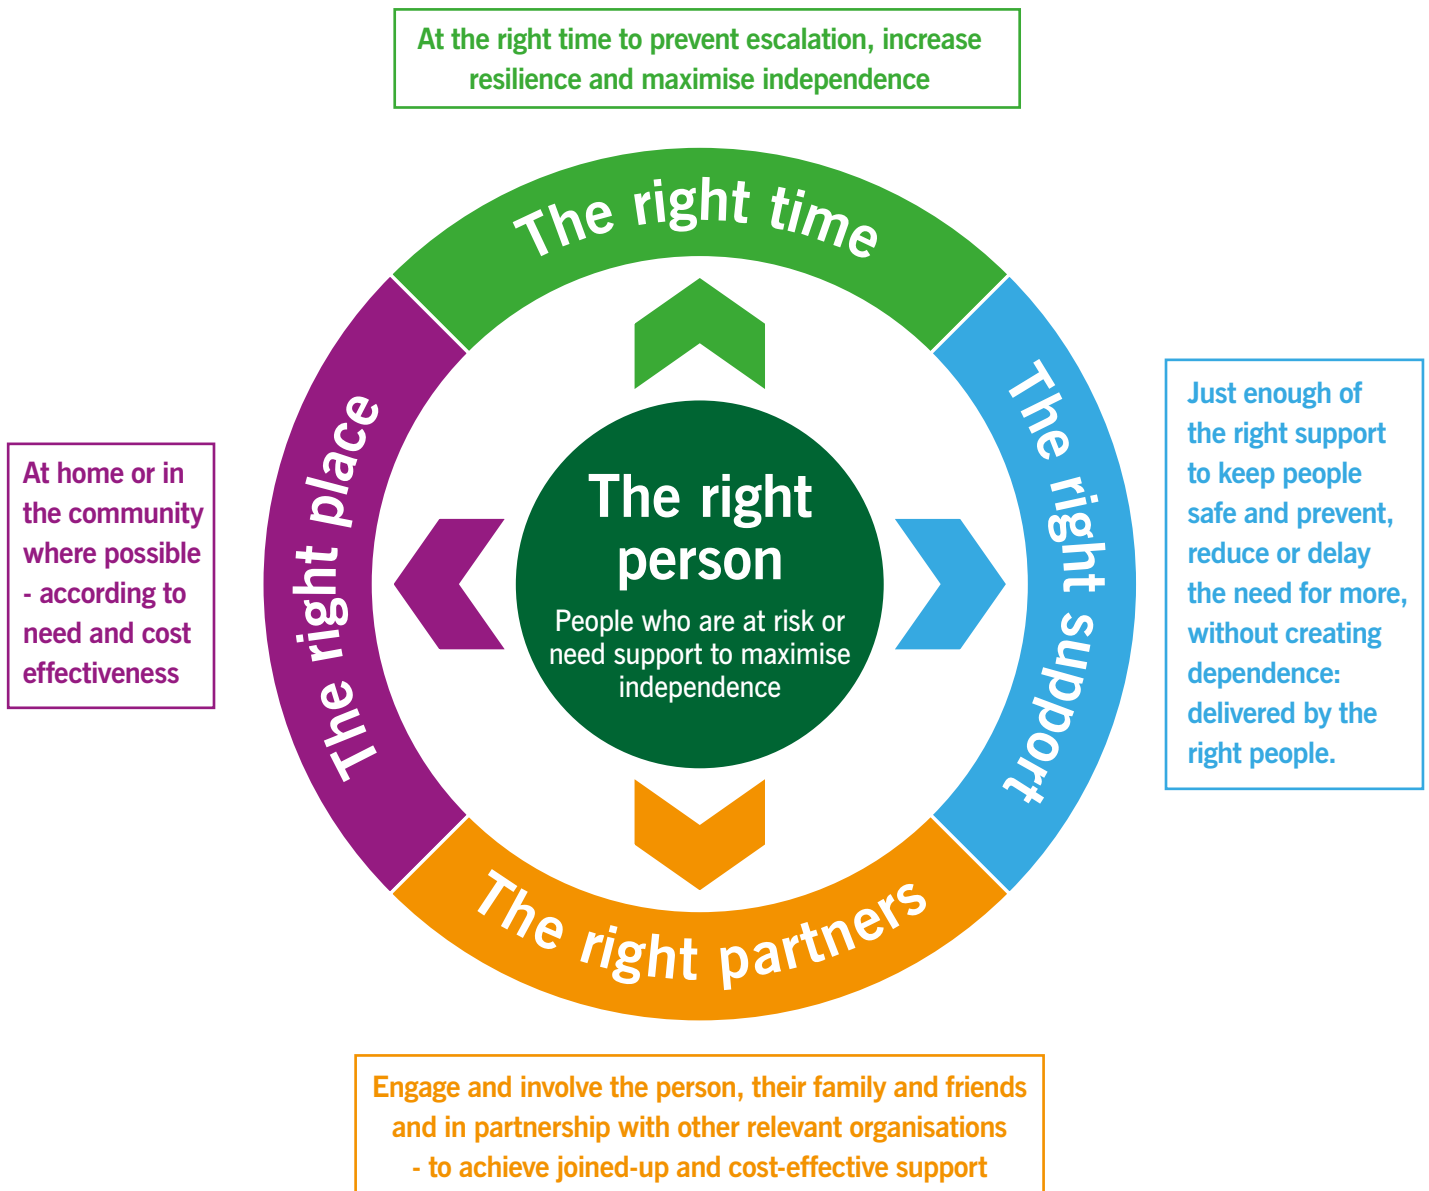 At the right time to prevent escalation, increase
resilience and maximise independence
The right time
The right place
At home or in
the community
where possible
- according to
need and cost
effectiveness
The right
person
People who are at risk or
need support to maximise
independence
The right support
Just enough of
the right support
to keep people
safe and prevent,
reduce or delay
the need for more,
without creating
dependence:
delivered by the
right people.
The right partners
Engage and involve the person, their family and friends
and in partnership with other relevant organisations
- to achieve joined-up and cost-effective support